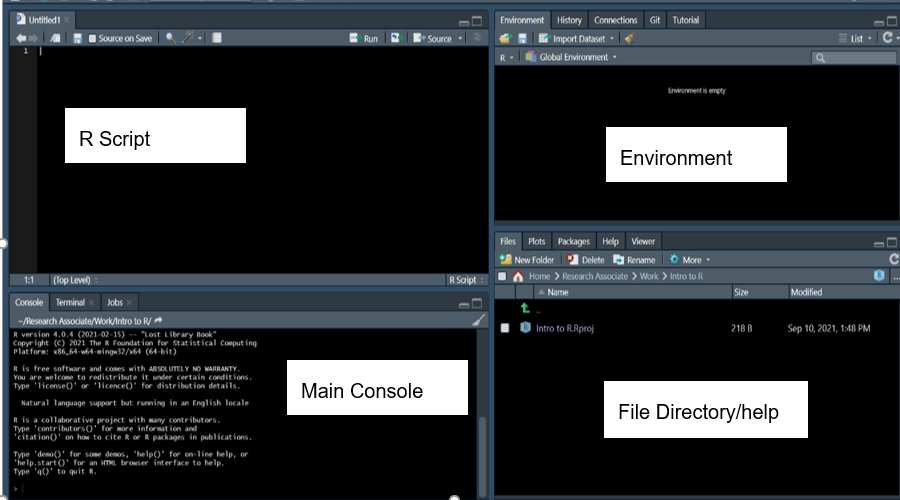 Untitled1
Source on Save
Run
Source
1
R Script
1:1
(Top Level)
R Script
Console
Terminal
Jobs
~/Research Associate/Work/Intro to R/
R version 4.0.4 (2021-02-15) -- "Lost Library Book"
Copyright (C) 2021 The R Foundation for Statistical Computing
Platform: x86_64-w64-mingw32/x64 (64-bit)
R is free software and comes with ABSOLUTELY NO WARRANTY.
You are welcome to redistribute it under certain conditions.
Type 'license()' or 'licence()' for distribution details.
Natural language support but running in an English locale
R is a collaborative project with many contributors.
Type 'contributors()' for more information and
'citation()' on how to cite R or R packages in publications.
Type 'demo()' for some demos, 'help()' for on-line help, or
'help.start()' for an HTML browser interface to help.
Type 'q()' to quit R.
>
Main Console
Environment
History
Connections
Git
Tutorial
Import Dataset
List
R
Global Environment
Environment is empty
Environment
Files
Plots
Packages
Help
Viewer
New Folder
Delete
Rename
More
Home > Research Associate > Work > Intro to R
...
Name
Size
Modified
..
Intro to R.Rproj
218 B
Sep 10, 2021, 1:48 PM
File Directory/help